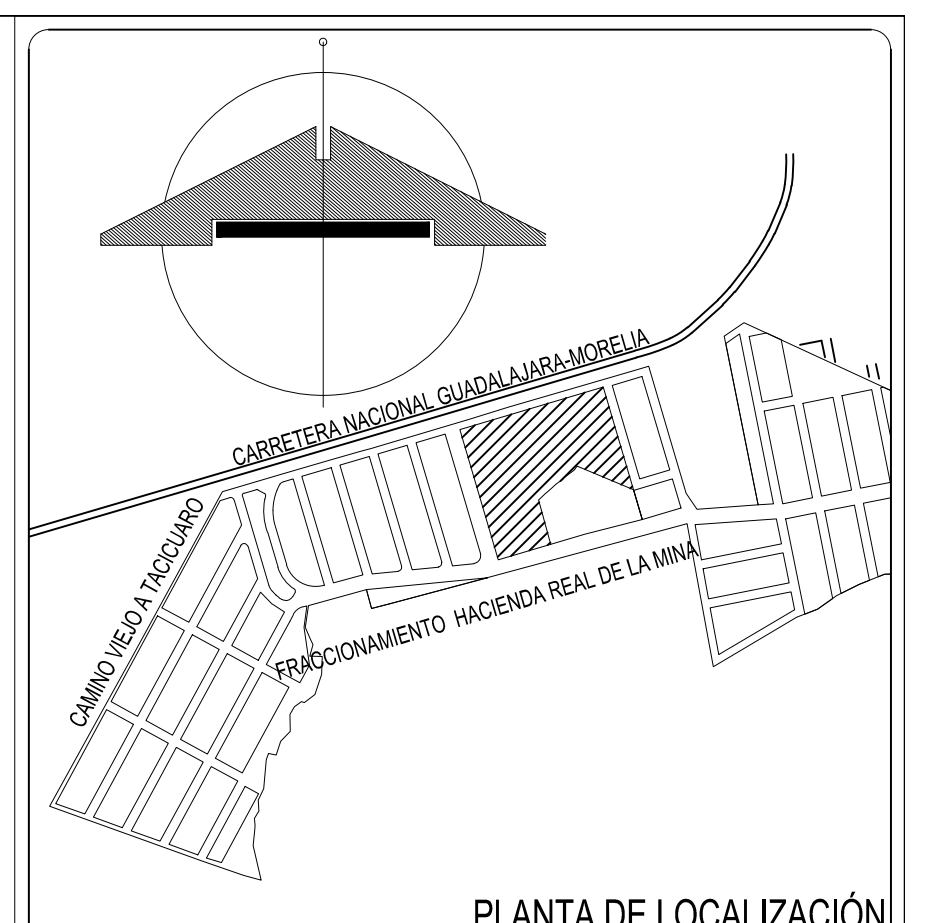 CARRETERA NACIONAL GUADALAJARA-MORELIA
CAMINO VIEJO A TACICUARO
FRACCIONAMIENTO HACIENDA REAL DE LA MINA
PLANTA DE LOCALIZACIÓN